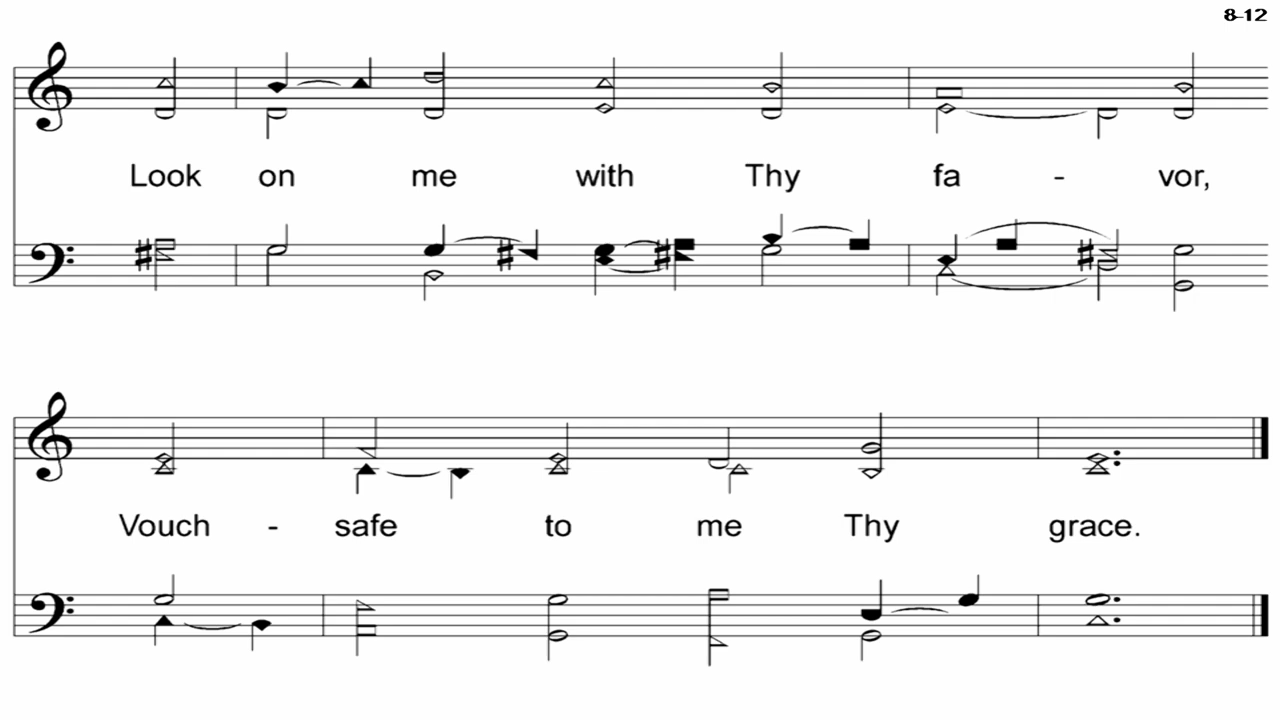 8-12
Look on me with Thy fa - vor,
Vouch - safe to me Thy grace.